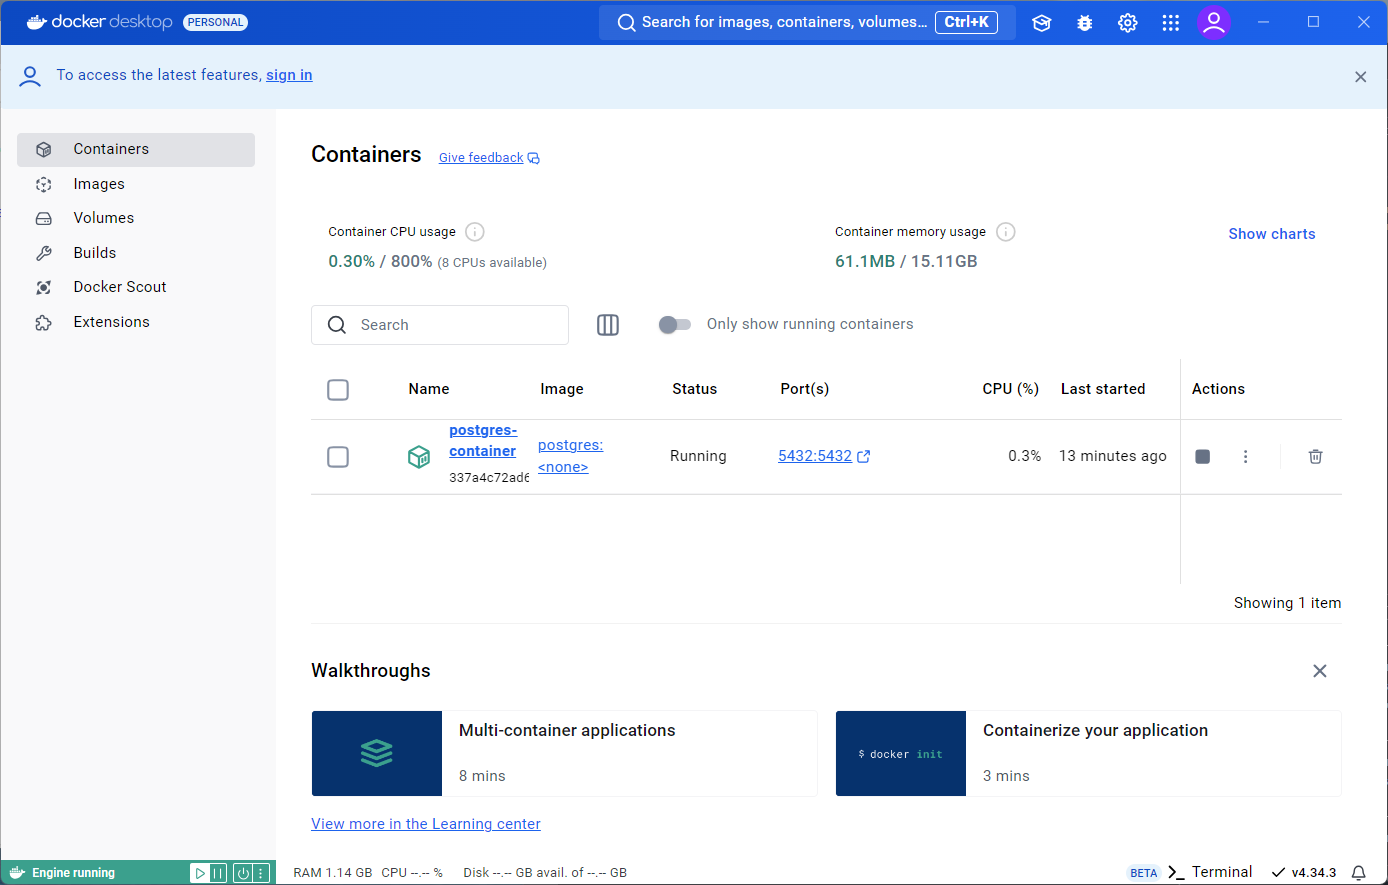 docker desktop PERSONAL
Search for images, containers, volumes... Ctrl+K
To access the latest features, sign in
Containers
Images
Volumes
Builds
Docker Scout
Extensions
Containers Give feedback
Container CPU usage
0.30% / 800% (8 CPUs available)
Container memory usage
61.1MB / 15.11GB
Show charts
Search
Only show running containers
Name Image Status Port(s) CPU (%) Last started Actions
postgres-
container
337a4c72ad6
postgres:
<none>
Running
5432:5432
0.3%
13 minutes ago
Showing 1 item
Walkthroughs
Multi-container applications
8 mins
$ docker init
Containerize your application
3 mins
View more in the Learning center
Engine running
RAM 1.14 GB CPU --.-- % Disk --.-- GB avail. of --.-- GB
BETA >_ Terminal v4.34.3